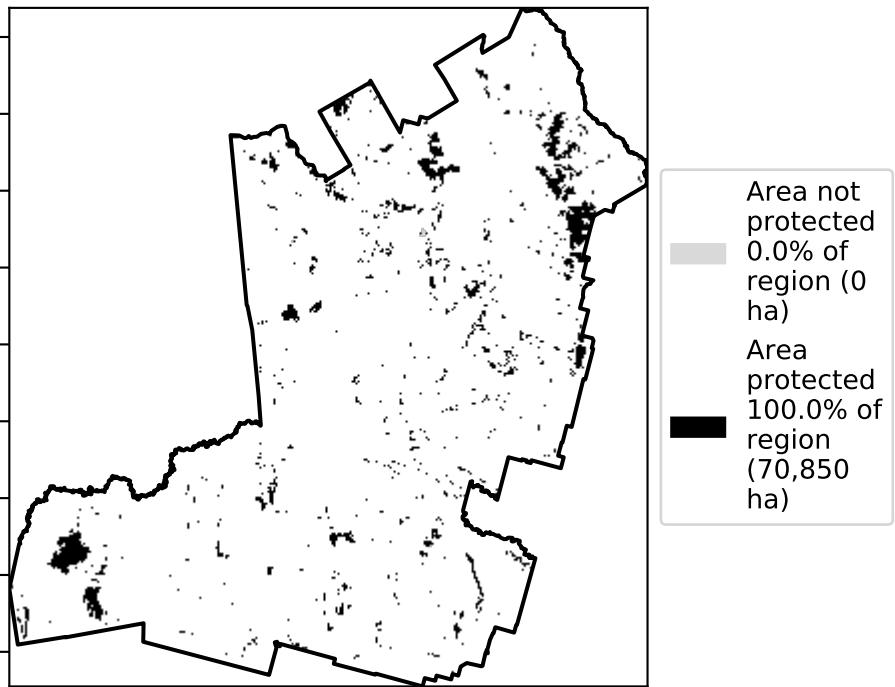 Area not
protected
0.0% of
region (0
ha)
Area
protected
100.0% of
region
(70,850
ha)